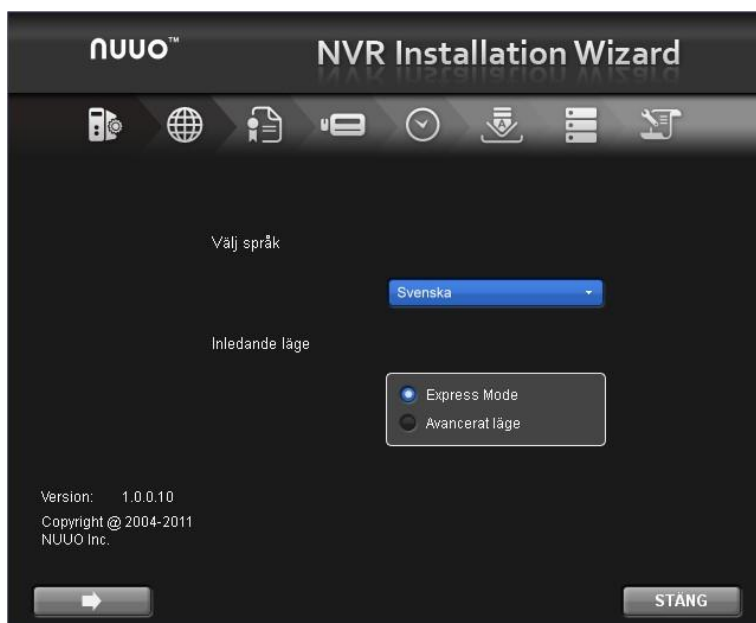 nuuo™
NVR Installation Wizard
Välj språk
Svenska
Inledande läge
Express Mode
Avancerat läge
Version: 1.0.0.10
Copyright @ 2004-2011
NUUO Inc.
STÄNG